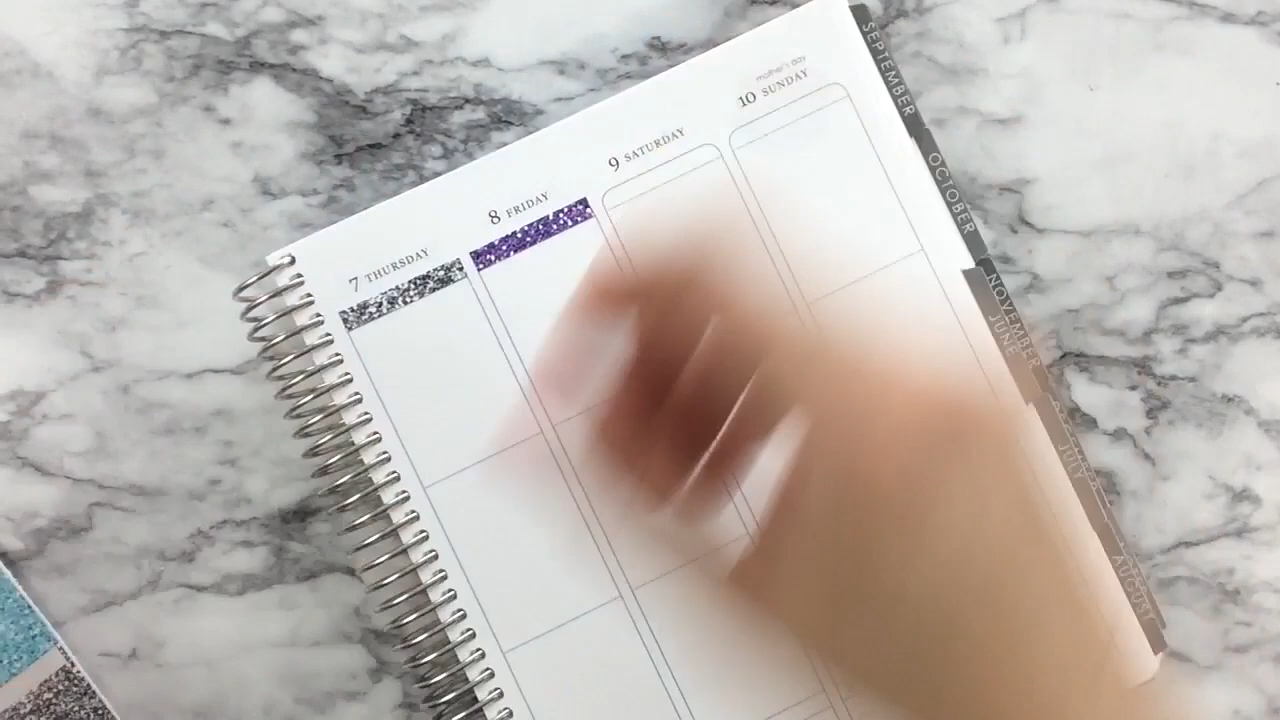 mother's day
10 SUNDAY
9 SATURDAY
8 FRIDAY
7 THURSDAY
SEPTEMBER
OCTOBER
NOVEMBER
JUNE
JULY
AUGUST